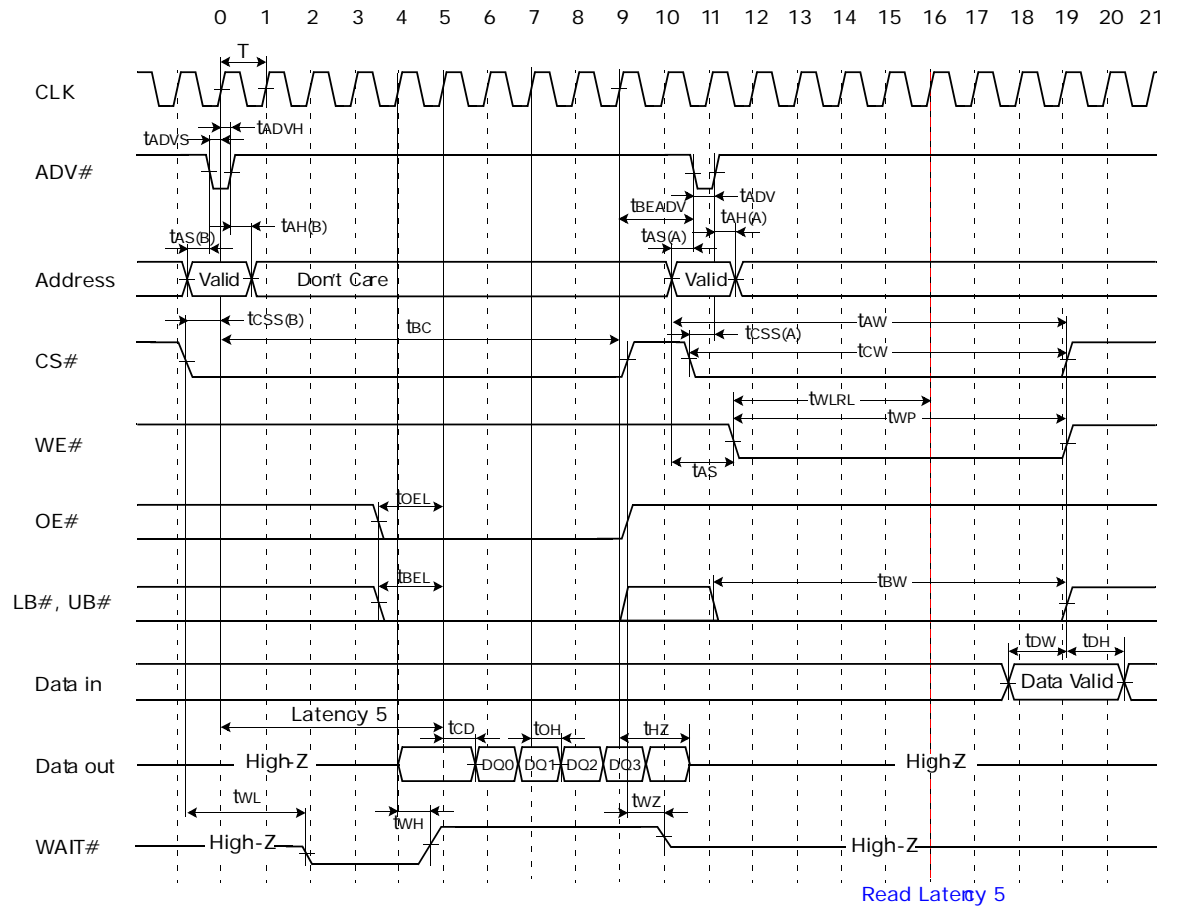 0 1 2 3 4 5 6 7 8 9 10 11 12 13 14 15 16 17 18 19 20 21
T
CLK
tADVH
tADVS
ADV#
tADV
tBEADV
tAH(A)
tAH(B)
tAS(B)
tAS(A)
Address
Valid
Don't Care
Valid
tCSS(B)
tBC
tAW
tCSS(A)
CS#
tCW
tWLRL
tWP
WE#
tAS
tOEL
OE#
tBEL
tBW
LB#, UB#
tDW
tDH
Data in
Data Valid
Latency 5
tCD
tOH
tHZ
Data out
High-Z
DQ0
DQ1
DQ2
DQ3
High-Z
tWL
tWH
tWZ
WAIT#
High-Z
High-Z
Read Latency 5